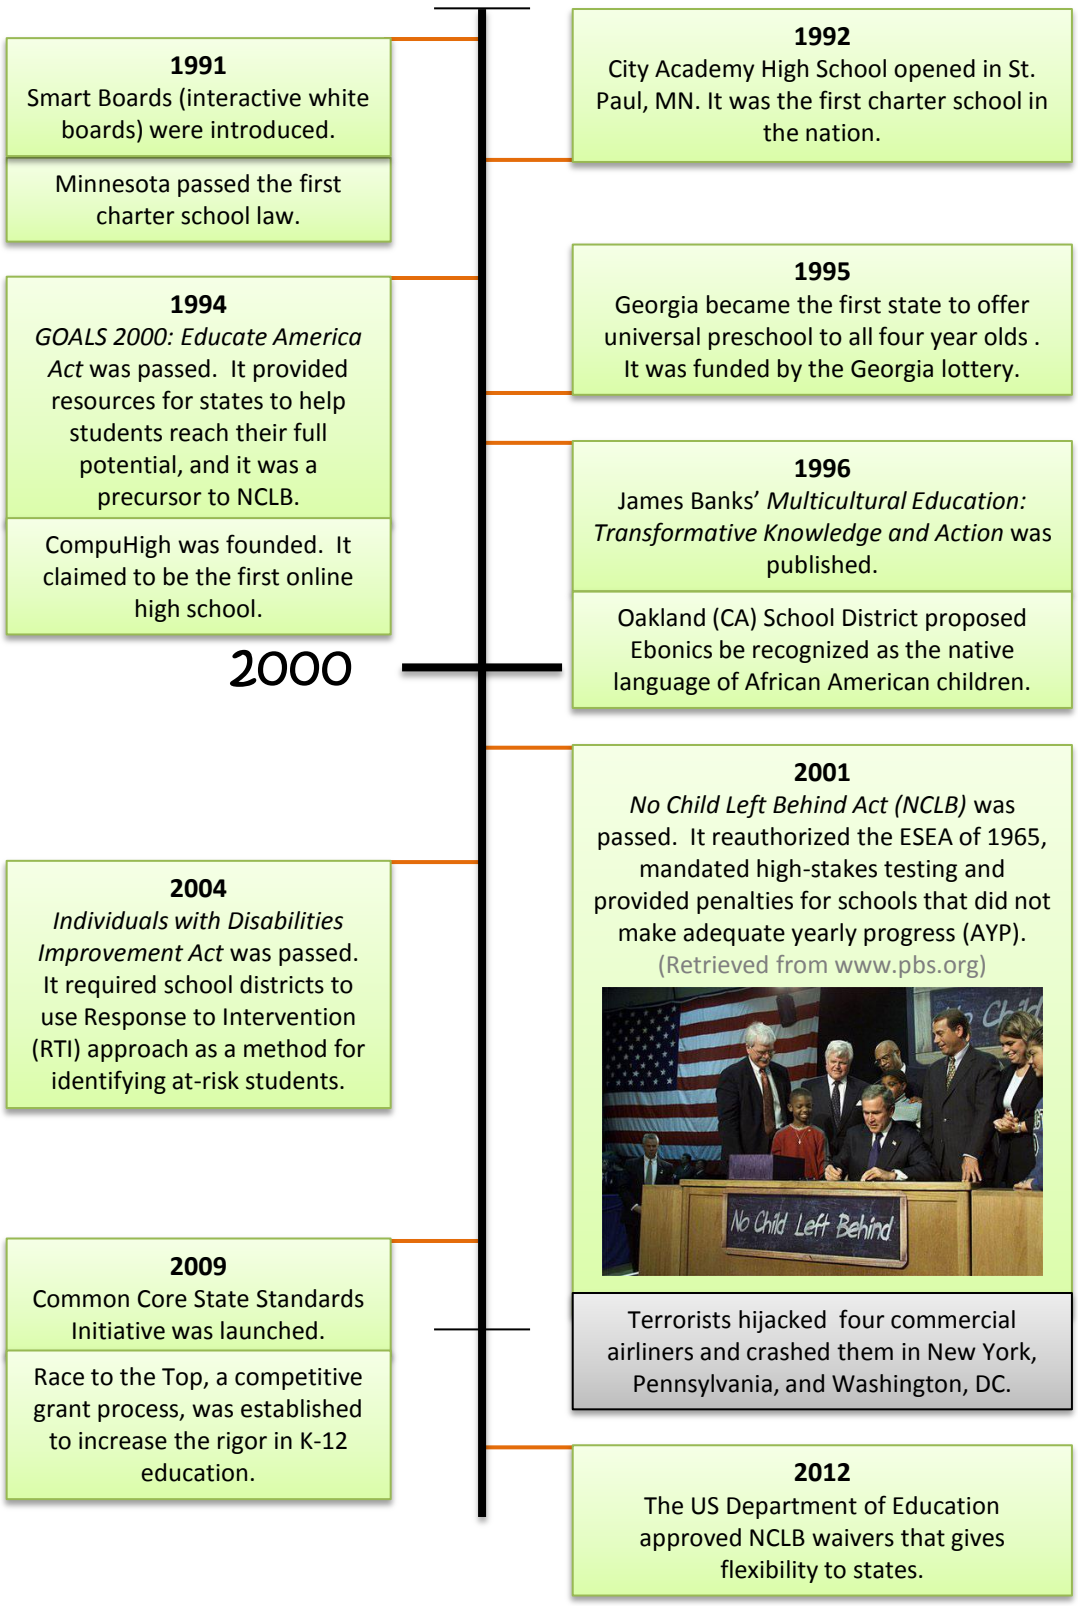 1991
Smart Boards (interactive white
boards) were introduced.
Minnesota passed the first
charter school law.
1992
City Academy High School opened in St.
Paul, MN. It was the first charter school in
the nation.
1994
GOALS 2000: Educate America
Act was passed. It provided
resources for states to help
students reach their full
potential, and it was a
precursor to NCLB.
CompuHigh was founded. It
claimed to be the first online
high school.
1995
Georgia became the first state to offer
universal preschool to all four year olds .
It was funded by the Georgia lottery.
1996
James Banks’ Multicultural Education:
Transformative Knowledge and Action was
published.
Oakland (CA) School District proposed
Ebonics be recognized as the native
language of African American children.
2000
2001
No Child Left Behind Act (NCLB) was
passed. It reauthorized the ESEA of 1965,
mandated high-stakes testing and
provided penalties for schools that did not
make adequate yearly progress (AYP).
(Retrieved from www.pbs.org)
No Child
No Child Left Behind
Terrorists hijacked four commercial
airliners and crashed them in New York,
Pennsylvania, and Washington, DC.
2004
Individuals with Disabilities
Improvement Act was passed.
It required school districts to
use Response to Intervention
(RTI) approach as a method for
identifying at-risk students.
2009
Common Core State Standards
Initiative was launched.
Race to the Top, a competitive
grant process, was established
to increase the rigor in K-12
education.
2012
The US Department of Education
approved NCLB waivers that gives
flexibility to states.